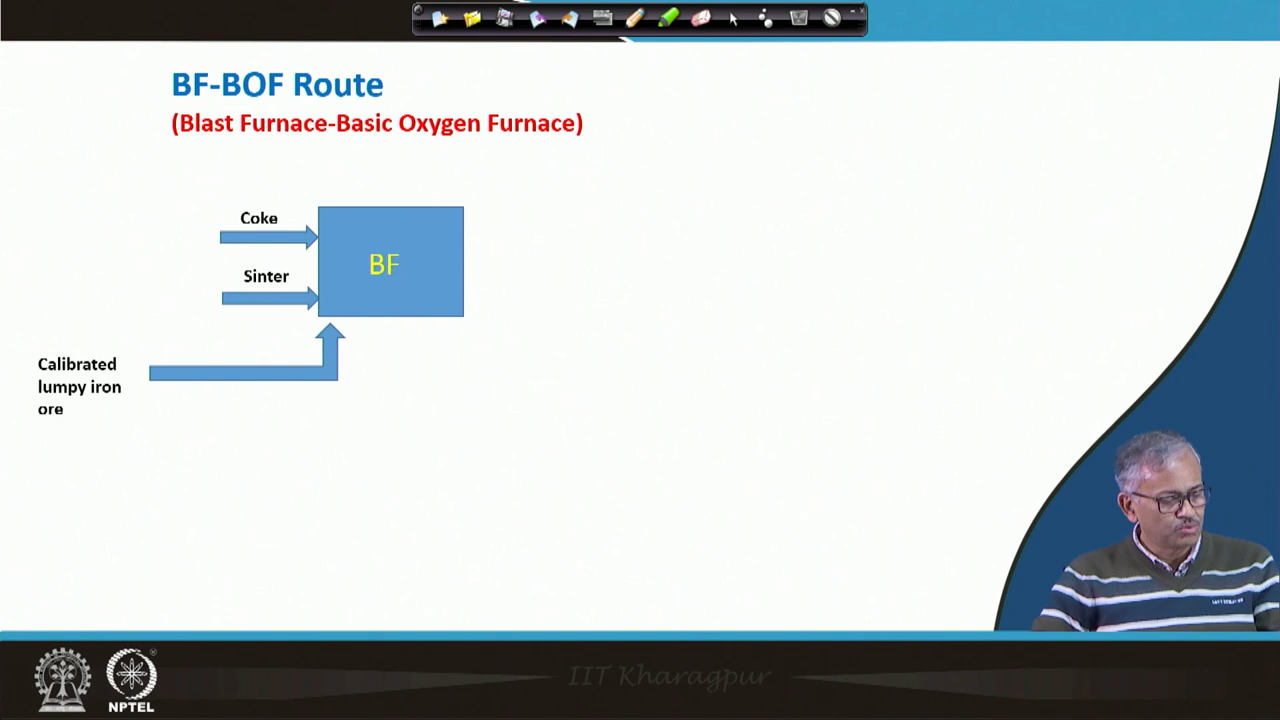 BF-BOF Route
(Blast Furnace-Basic Oxygen Furnace)
Coke
BF
Sinter
Calibrated
lumpy iron
ore
IIT Kharagpur
NPTEL